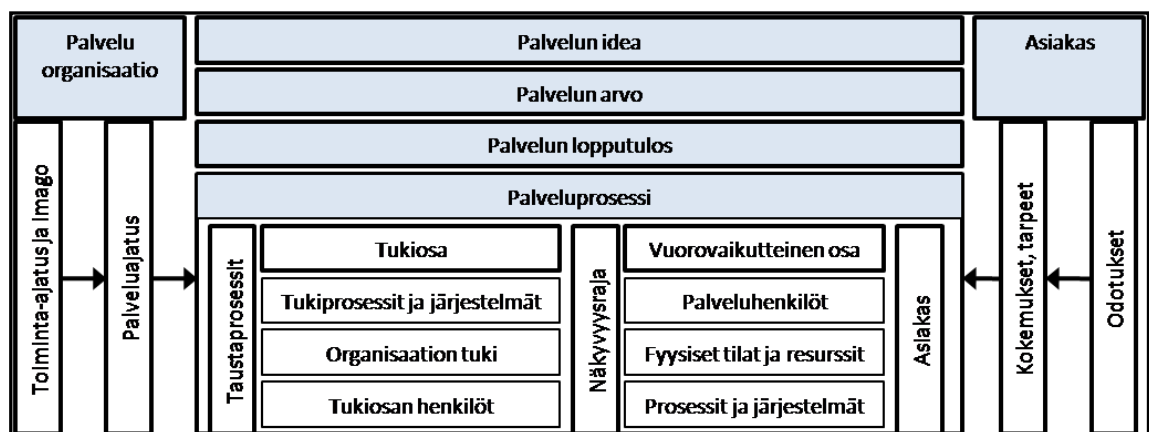 Palvelu
organisaatio
Palvelun idea
Asiakas
Palvelun arvo
Palvelun lopputulos
Palveluprosessi
Toiminta-ajatus ja Imago
Palveluajatus
Taustaprosessit
Tukiosa
Tukiprosessit ja järjestelmät
Organisaation tuki
Tukiosan henkilöt
Näkyvyysraja
Vuorovaikutteinen osa
Palveluhenkilöt
Fyysiset tilat ja resurssit
Prosessit ja järjestelmät
Asiakas
Kokemukset, tarpeet
Odotukset